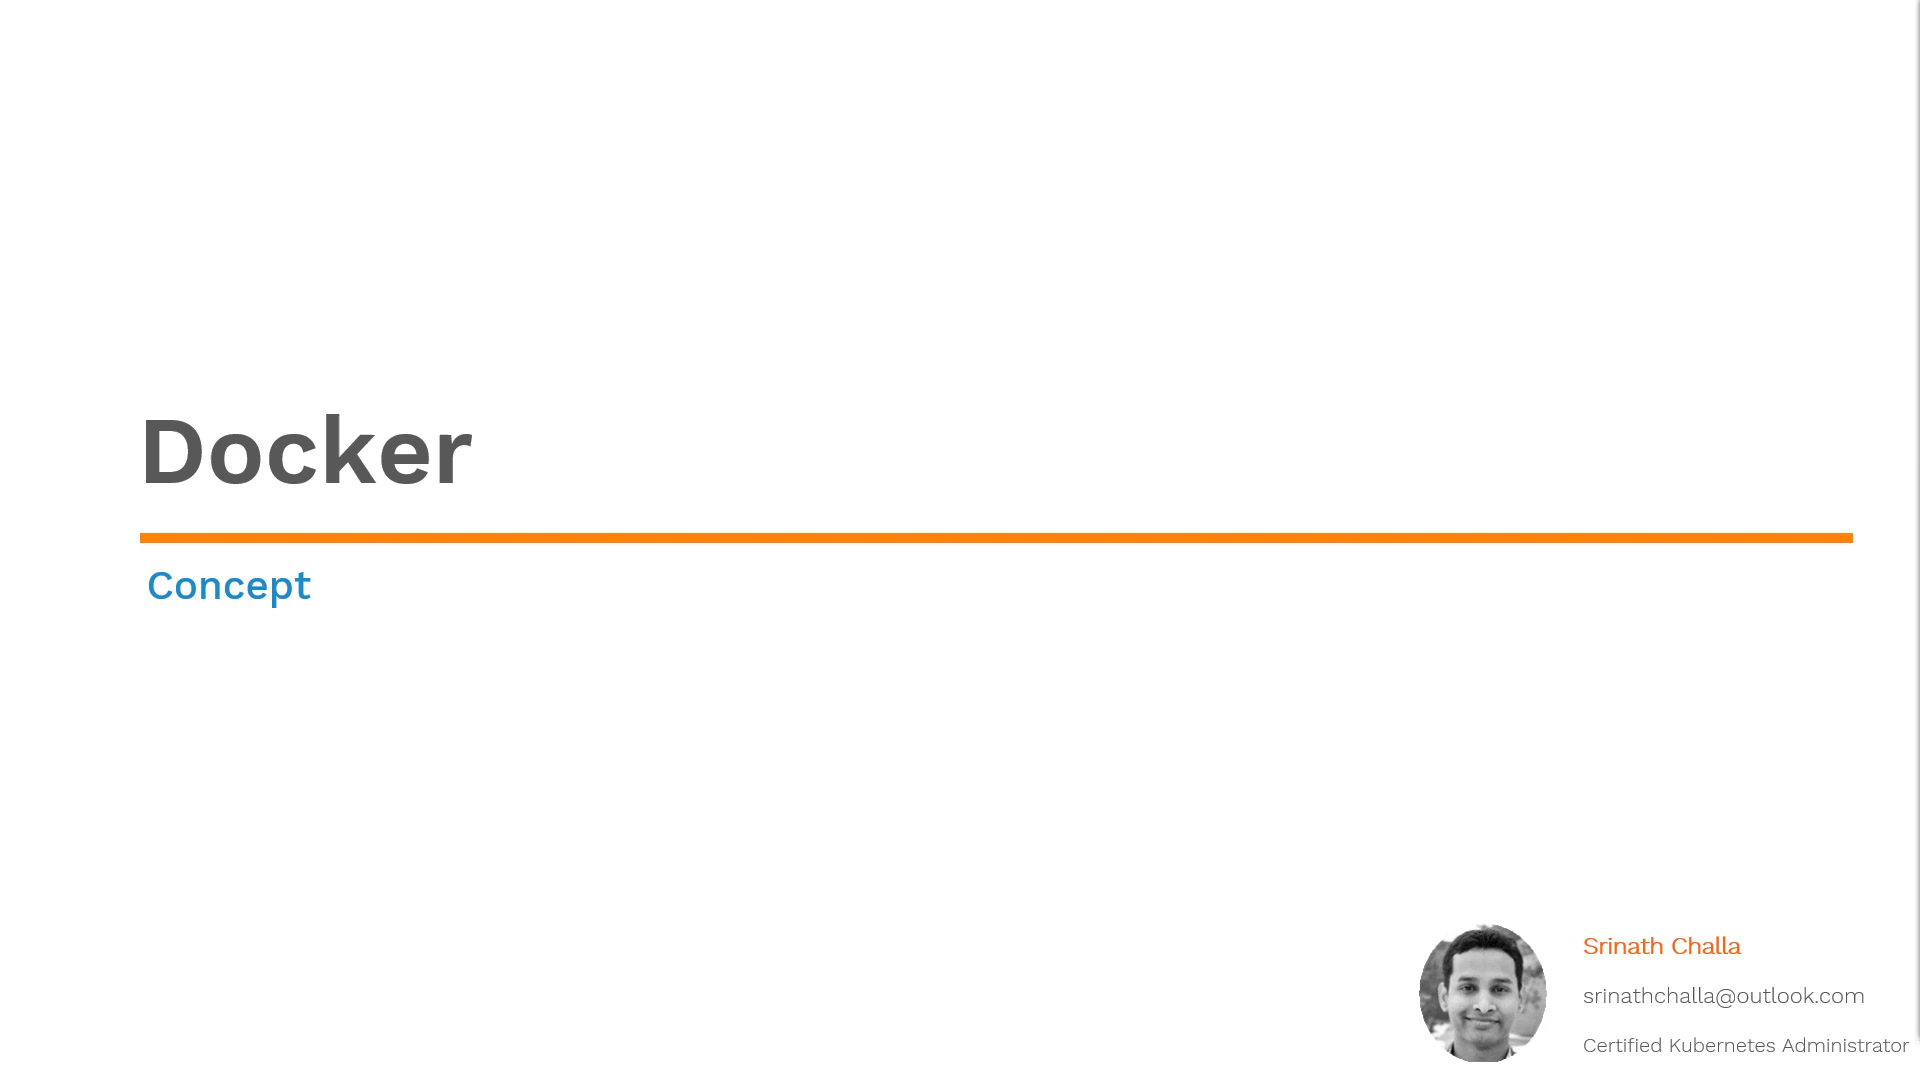 Docker
Concept
Srinath Challa
srinathchalla@outlook.com
Certified Kubernetes Administrator